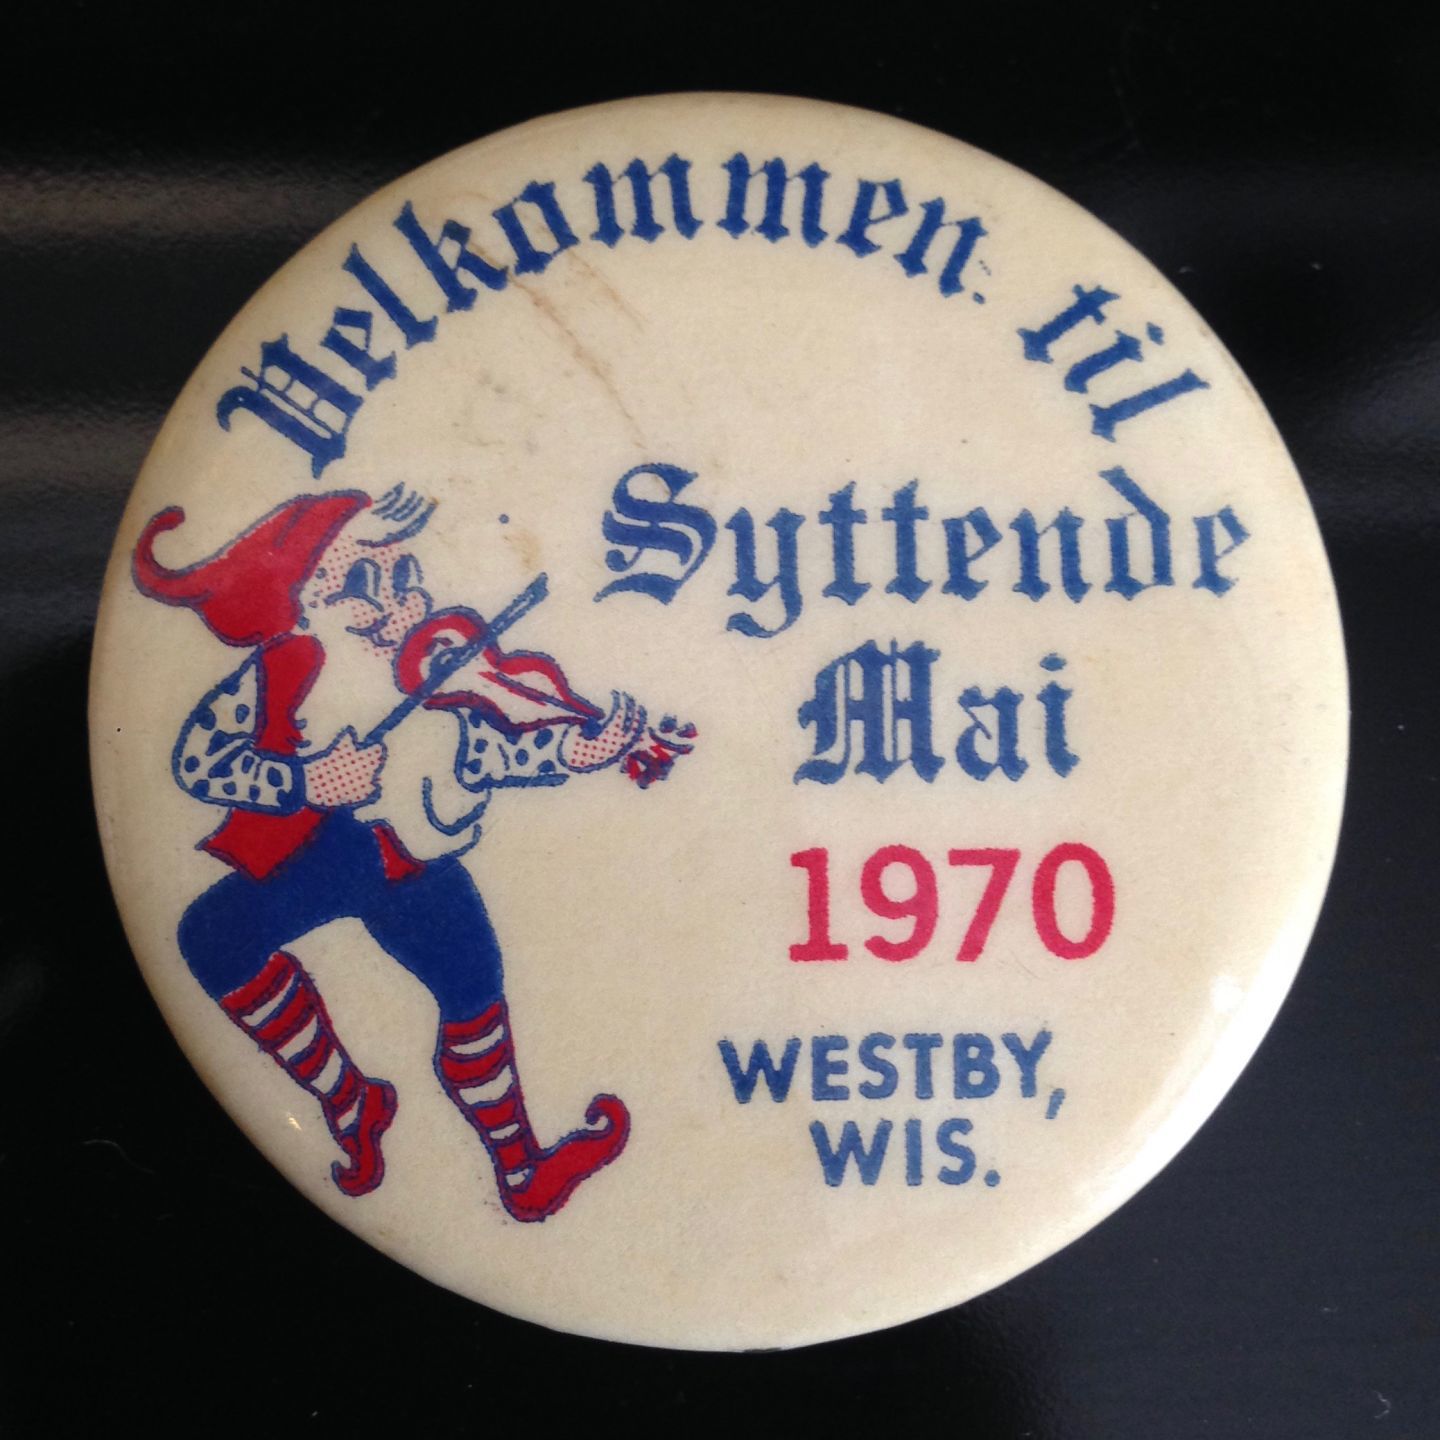 Velkommen til
Syttende
Mai
1970
WESTBY,
WIS.